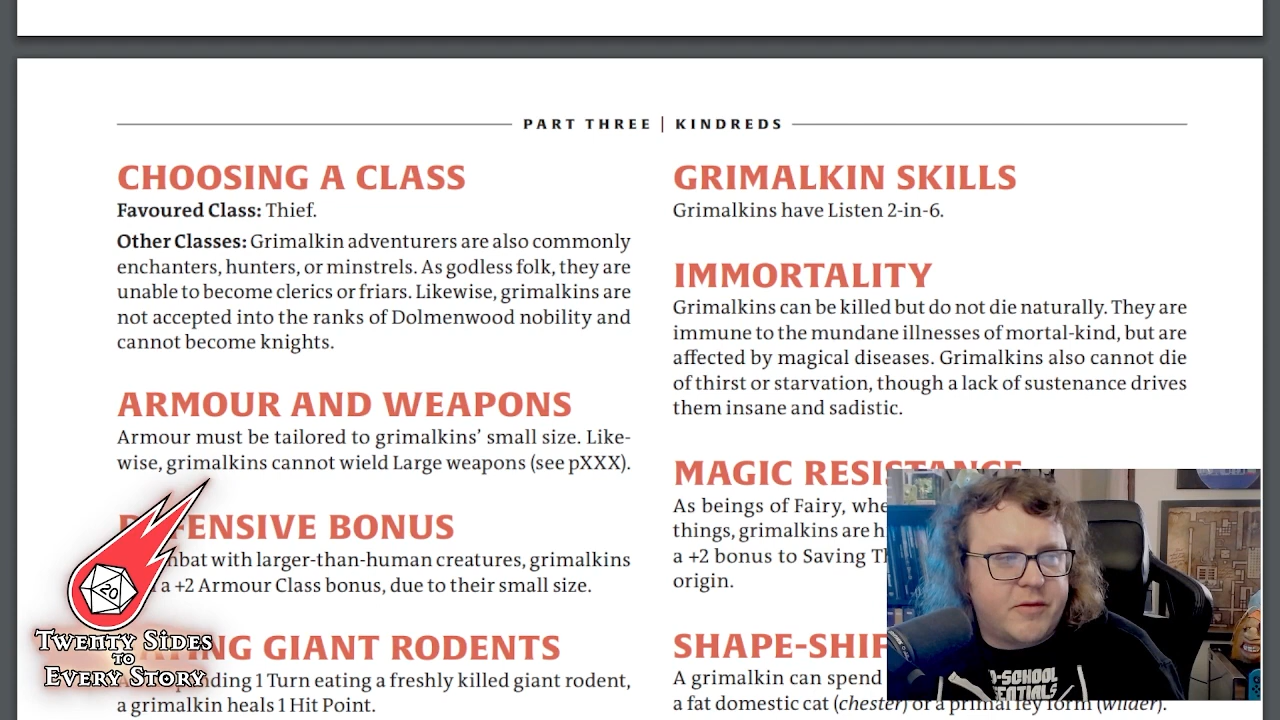 PART THREE | KINDREDS
CHOOSING A CLASS
Favoured Class: Thief.
Other Classes: Grimalkin adventurers are also commonly
enchanters, hunters, or minstrels. As godless folk, they are
unable to become clerics or friars. Likewise, grimalkins are
not accepted into the ranks of Dolmenwood nobility and
cannot become knights.
ARMOUR AND WEAPONS
Armour must be tailored to grimalkins’ small size. Like-
wise, grimalkins cannot wield Large weapons (see pXXX).
BONUS
with larger-than-human creatures, grimalkins
a +2 Armour Class bonus, due to their small size.
GIANT RODENTS
1 Turn eating a freshly killed giant rodent,
a grimalkin heals 1 Hit Point.
GRIMALKIN SKILLS
Grimalkins have Listen 2-in-6.
IMMORTALITY
Grimalkins can be killed but do not die naturally. They are
immune to the mundane illnesses of mortal-kind, but are
affected by magical diseases. Grimalkins also cannot die
of thirst or starvation, though a lack of sustenance drives
them insane and sadistic.
MAGIC RESISTANCE
As beings of Fairy,
things, grimalkins are
a +2 bonus to Saving
origin.
A grimalkin can spend
a fat domestic cat (chester) or a primal fey form (wilder).
20
TWENTY SIDES
TO
EVERY STORY